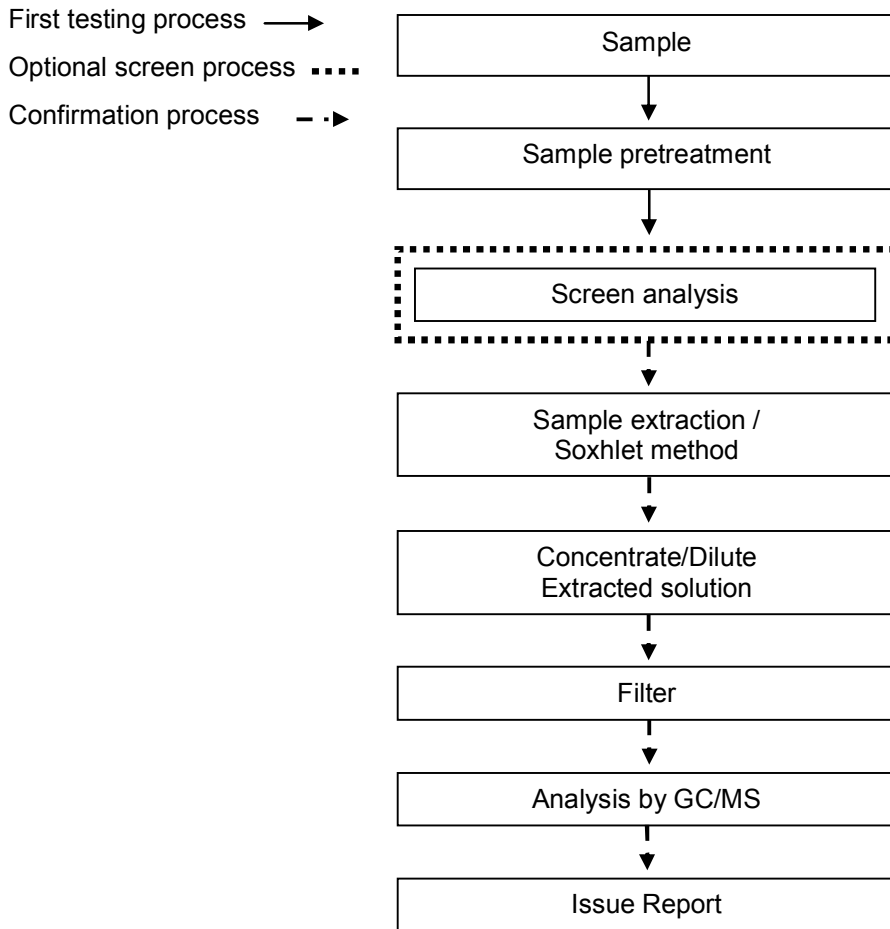 First testing process
Optional screen process
Confirmation process
Sample
Sample pretreatment
Screen analysis
Sample extraction /
Soxhlet method
Concentrate/Dilute
Extracted solution
Filter
Analysis by GC/MS
Issue Report